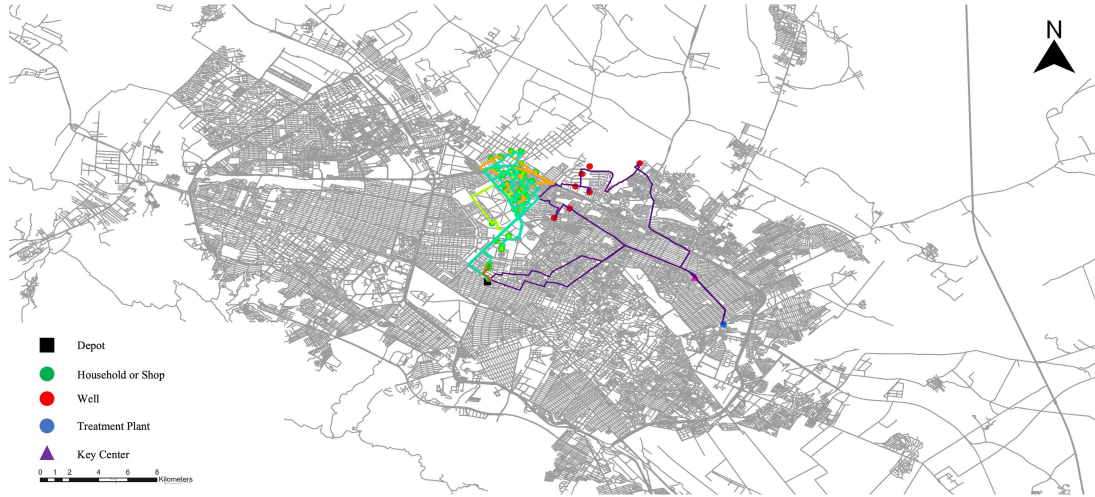 N
Depot
Household or Shop
Well
Treatment Plant
Key Center
0 1 2 4 6 8
Kilometers